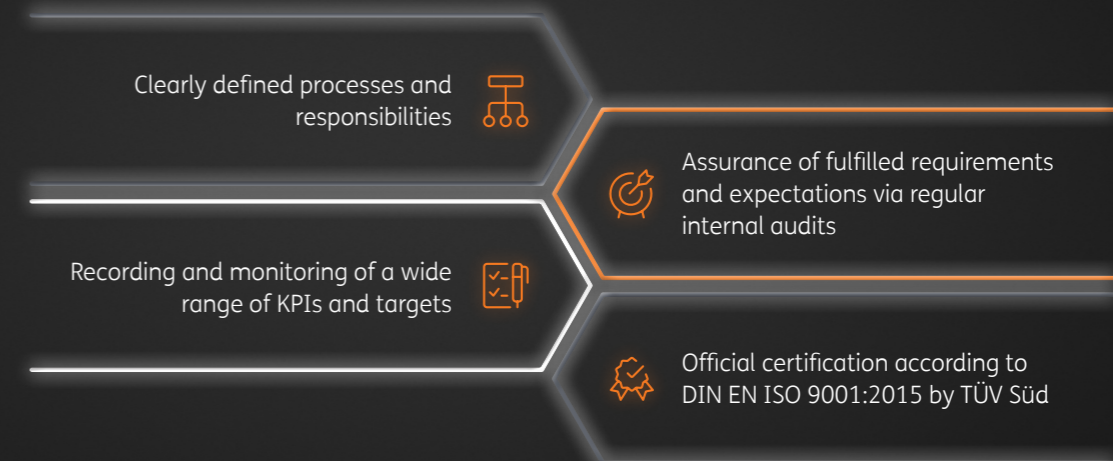 Clearly defined processes and
responsibilities
Assurance of fulfilled requirements
and expectations via regular
internal audits
Recording and monitoring of a wide
range of KPIs and targets
Official certification according to
DIN EN ISO 9001:2015 by TÜV Süd